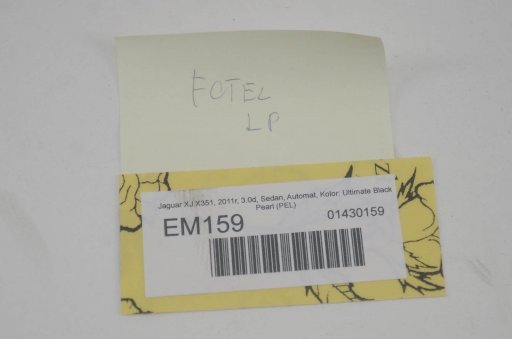 FOTEL
LP
Jaguar XJ X351, 2011r, 3.0d, Sedan, Automat, Kolor: Ultimate Black
Pearl (PEL)
EM159
01430159